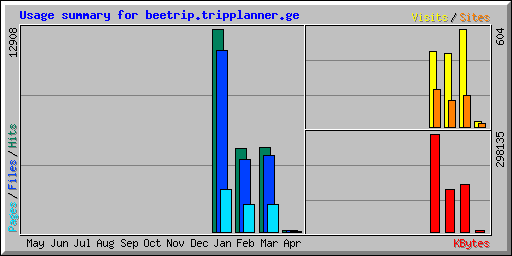 Usage summary for beetrip.tripplanner.ge
Visits/Sites
12908
604
298135
Pages/Files/Hits
May Jun Jul Aug Sep Oct Nov Dec Jan Feb Mar Apr
KBytes